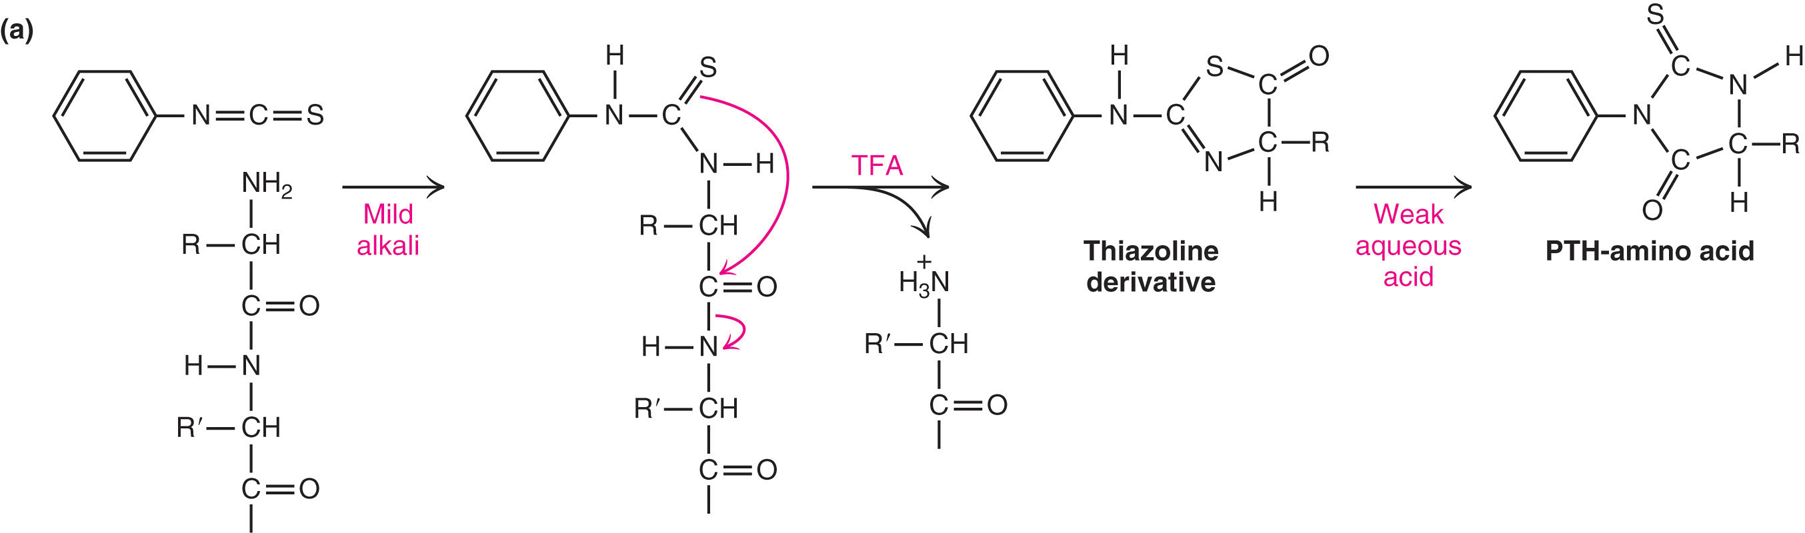 (a)
N=C=S
NH2
R—CH
C=O
H—N
R′—CH
C=O
Mild
alkali
H
S
N—C
N—H
R—CH
C=O
H—N
R′—CH
C=O
TFA
H3N+
R′—CH
C=O
H
S
O
N
C
C
N
C—R
H
Thiazoline
derivative
Weak
aqueous
acid
S
H
C
N
N
C
C—R
O
H
PTH-amino acid